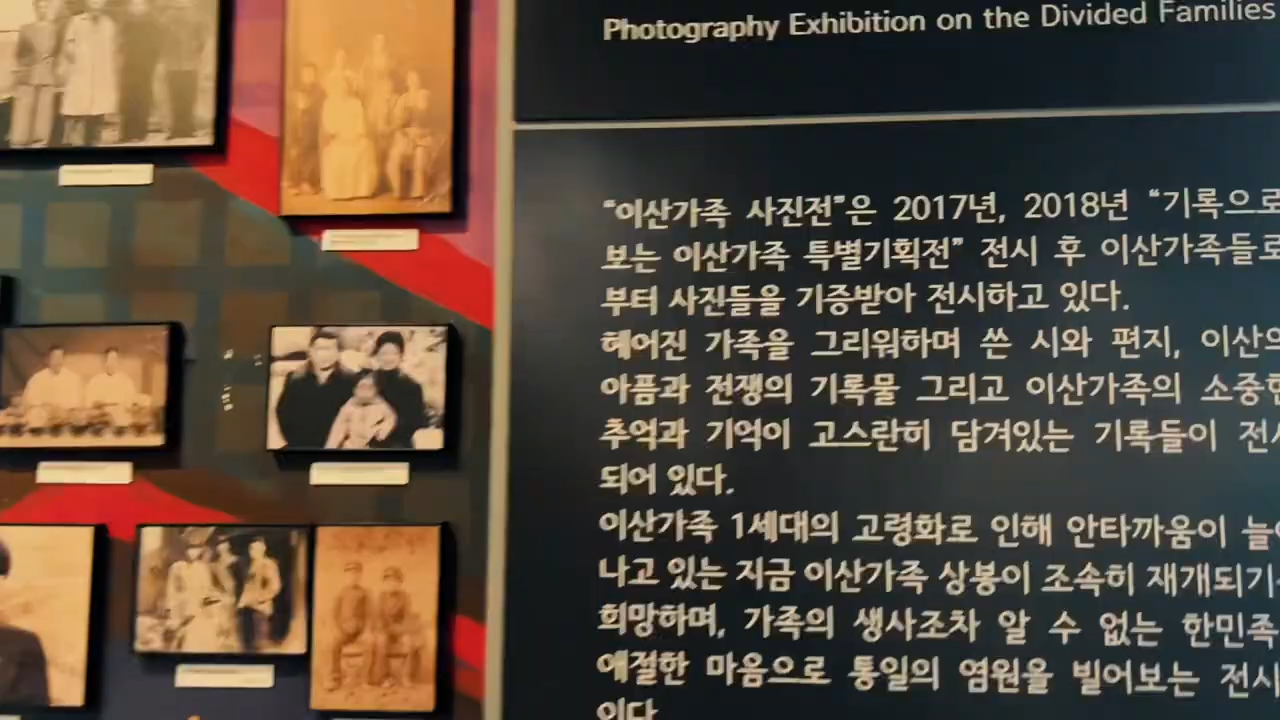 Photography Exhibition on the Divided Families
“이산가족 사진전”은 2017년, 2018년 “기록으로
보는 이산가족 특별기획전” 전시 후 이산가족들로
부터 사진들을 기증받아 전시하고 있다.
헤어진 가족을 그리워하며 쓴 시와 편지, 이산의
아픔과 전쟁의 기록물 그리고 이산가족의 소중한
추억과 기억이 고스란히 담겨있는 기록들이 전시
되어 있다.
이산가족 1세대의 고령화로 인해 안타까움이 늘어
나고 있는 지금 이산가족 상봉이 조속히 재개되기를
희망하며, 가족의 생사조차 알 수 없는 한민족
애절한 마음으로 통일의 염원을 빌어보는 전시
이다